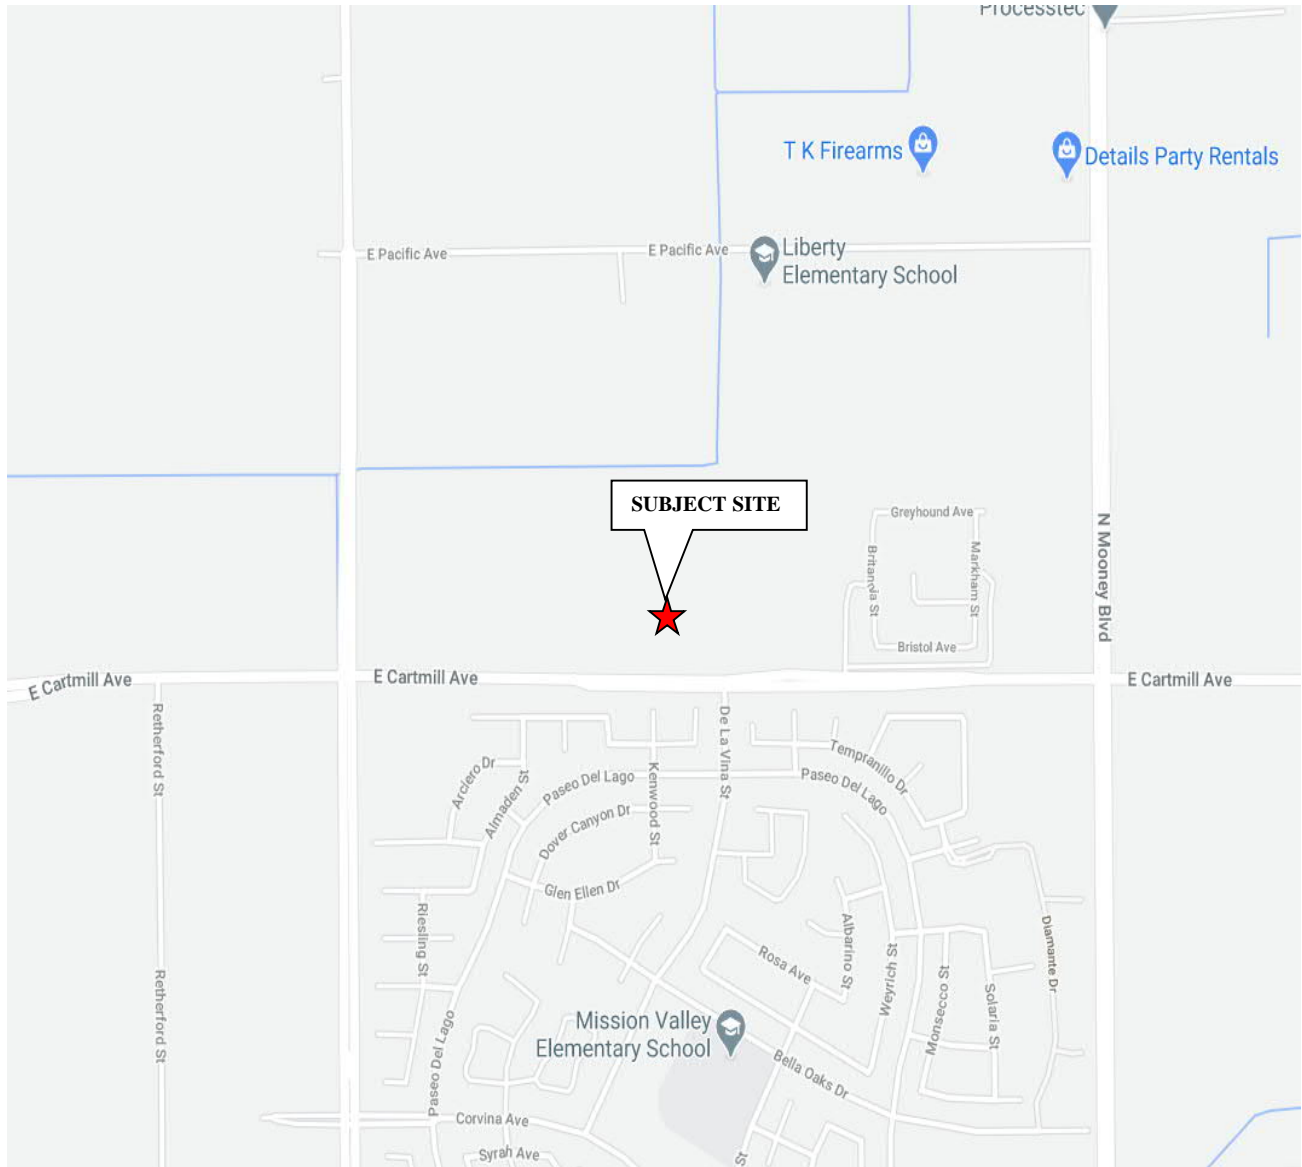 Processtec
T K Firearms
Details Party Rentals
E Pacific Ave
E Pacific Ave
Liberty
Elementary School
SUBJECT SITE
Greyhound Ave
Britania St
Markham St
N Mooney Blvd
Bristol Ave
E Cartmill Ave
E Cartmill Ave
E Cartmill Ave
Retherford St
De La Vina St
Arciero Dr
Almaden St
Paseo Del Lago
Kenwood St
Tempranillo Dr
Paseo Del Lago
Dover Canyon Dr
Glen Ellen Dr
Riesling St
Albarino St
Rosa Ave
Weyrich St
Monsecco St
Solaria St
Diamante Dr
Retherford St
Mission Valley
Elementary School
Paseo Del Lago
Bella Oaks Dr
Corvina Ave
Syrah Ave
St